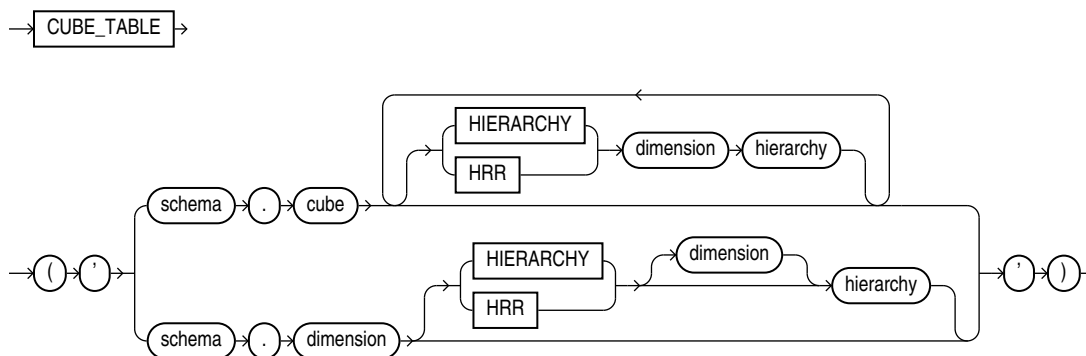 CUBE_TABLE
HIERARCHY
HRR dimension hierarchy
schema . cube
HIERARCHY dimension
( ' HRR hierarchy ' )
schema . dimension